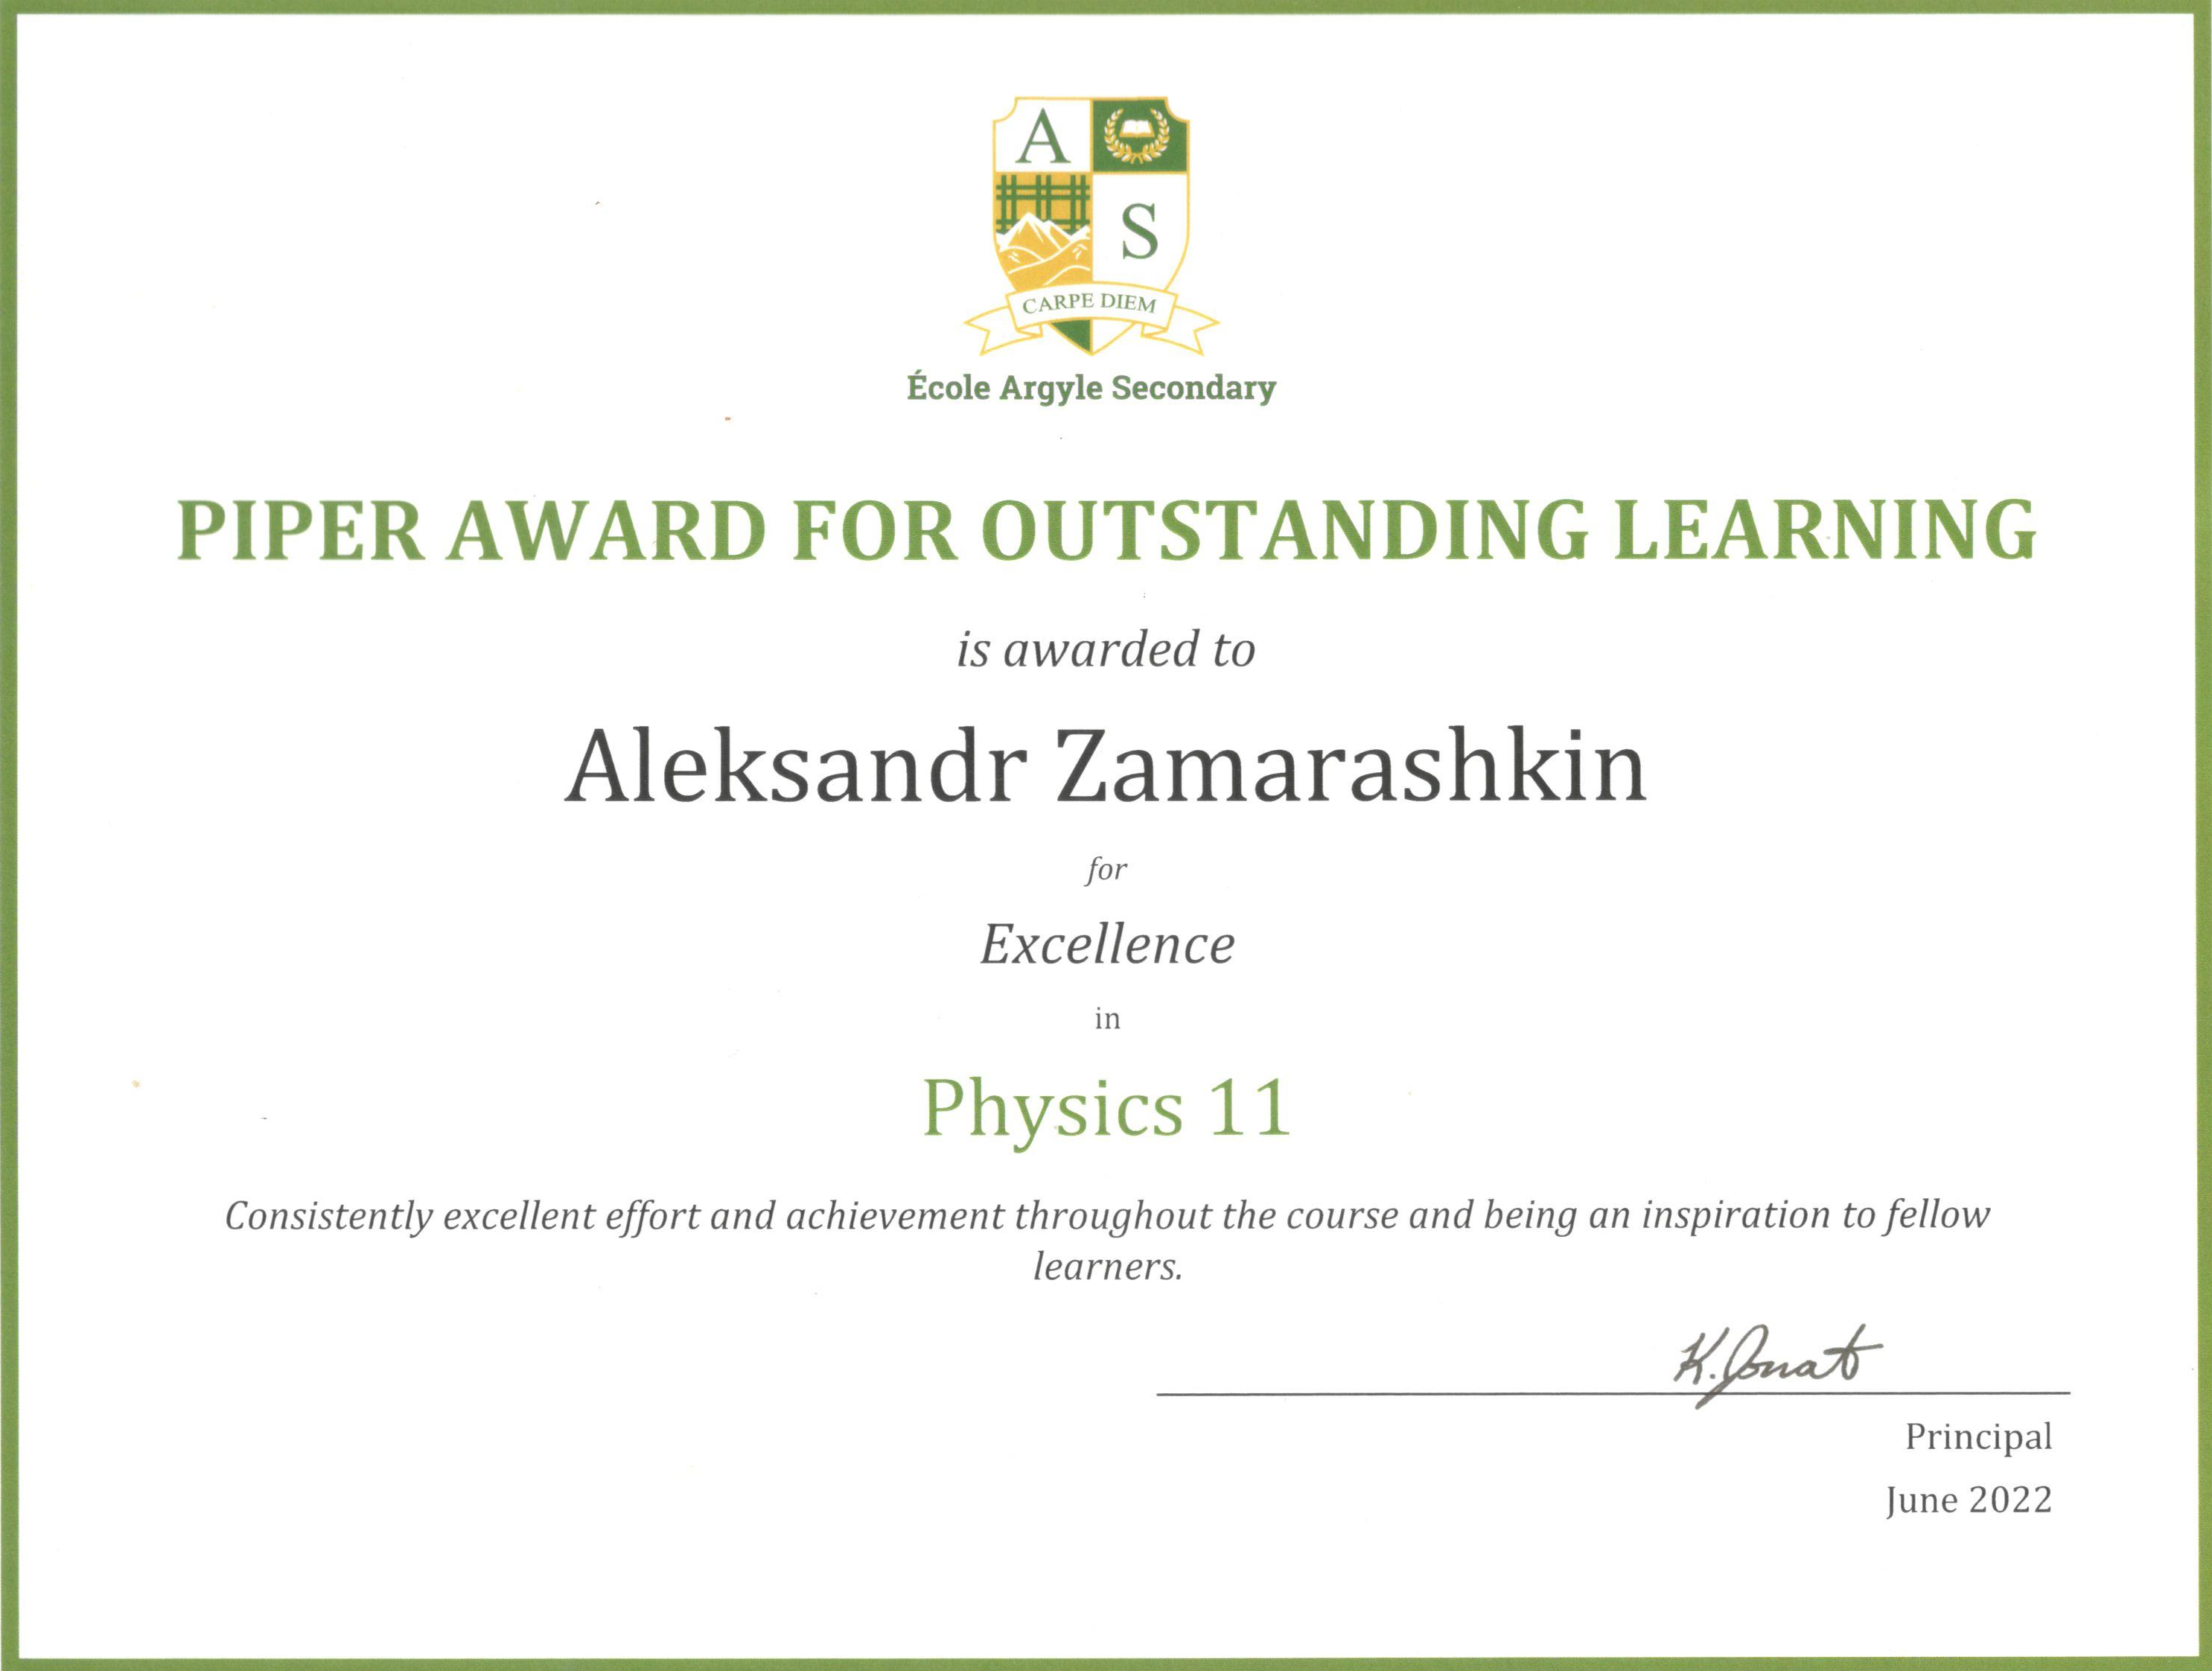 A
S
CARPE DIEM
École Argyle Secondary
PIPER AWARD FOR OUTSTANDING LEARNING
is awarded to
Aleksandr Zamarashkin
for
Excellence
in
Physics 11
Consistently excellent effort and achievement throughout the course and being an inspiration to fellow
learners.
Principal
June 2022